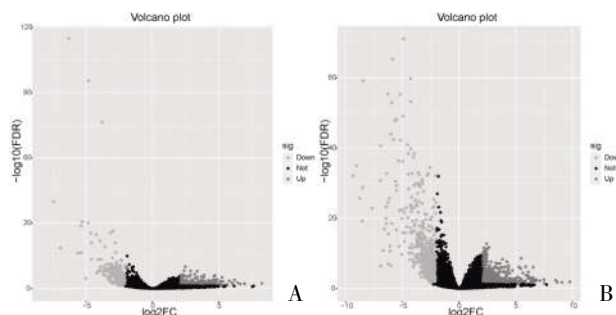 Volcano plot
120
90
60
30
0
-5
0
5
-log10(FDR)
log2FC
sig
Down
Not
Up
A
Volcano plot
60
40
20
0
-10
-5
0
5
10
-log10(FDR)
log2FC
sig
Down
Not
Up
B